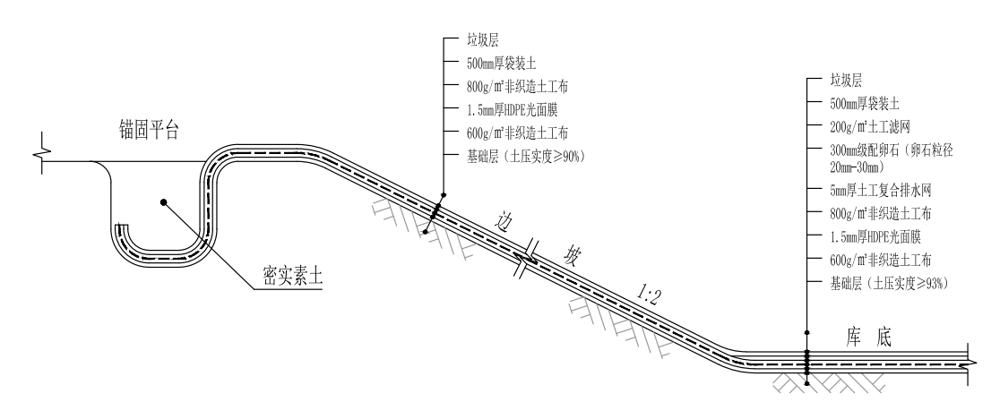 垃圾层
500mm厚袋装土
800g/m²非织造土工布
1.5mm厚HDPE光面膜
600g/m²非织造土工布
基础层（土压实度≥90%）
垃圾层
500mm厚袋装土
200g/m²土工滤网
300mm级配卵石（卵石粒径
20mm-30mm）
5mm厚土工复合排水网
800g/m²非织造土工布
1.5mm厚HDPE光面膜
600g/m²非织造土工布
基础层（土压实度≥93%）
锚固平台
密实素土
边坡
1:2
库底